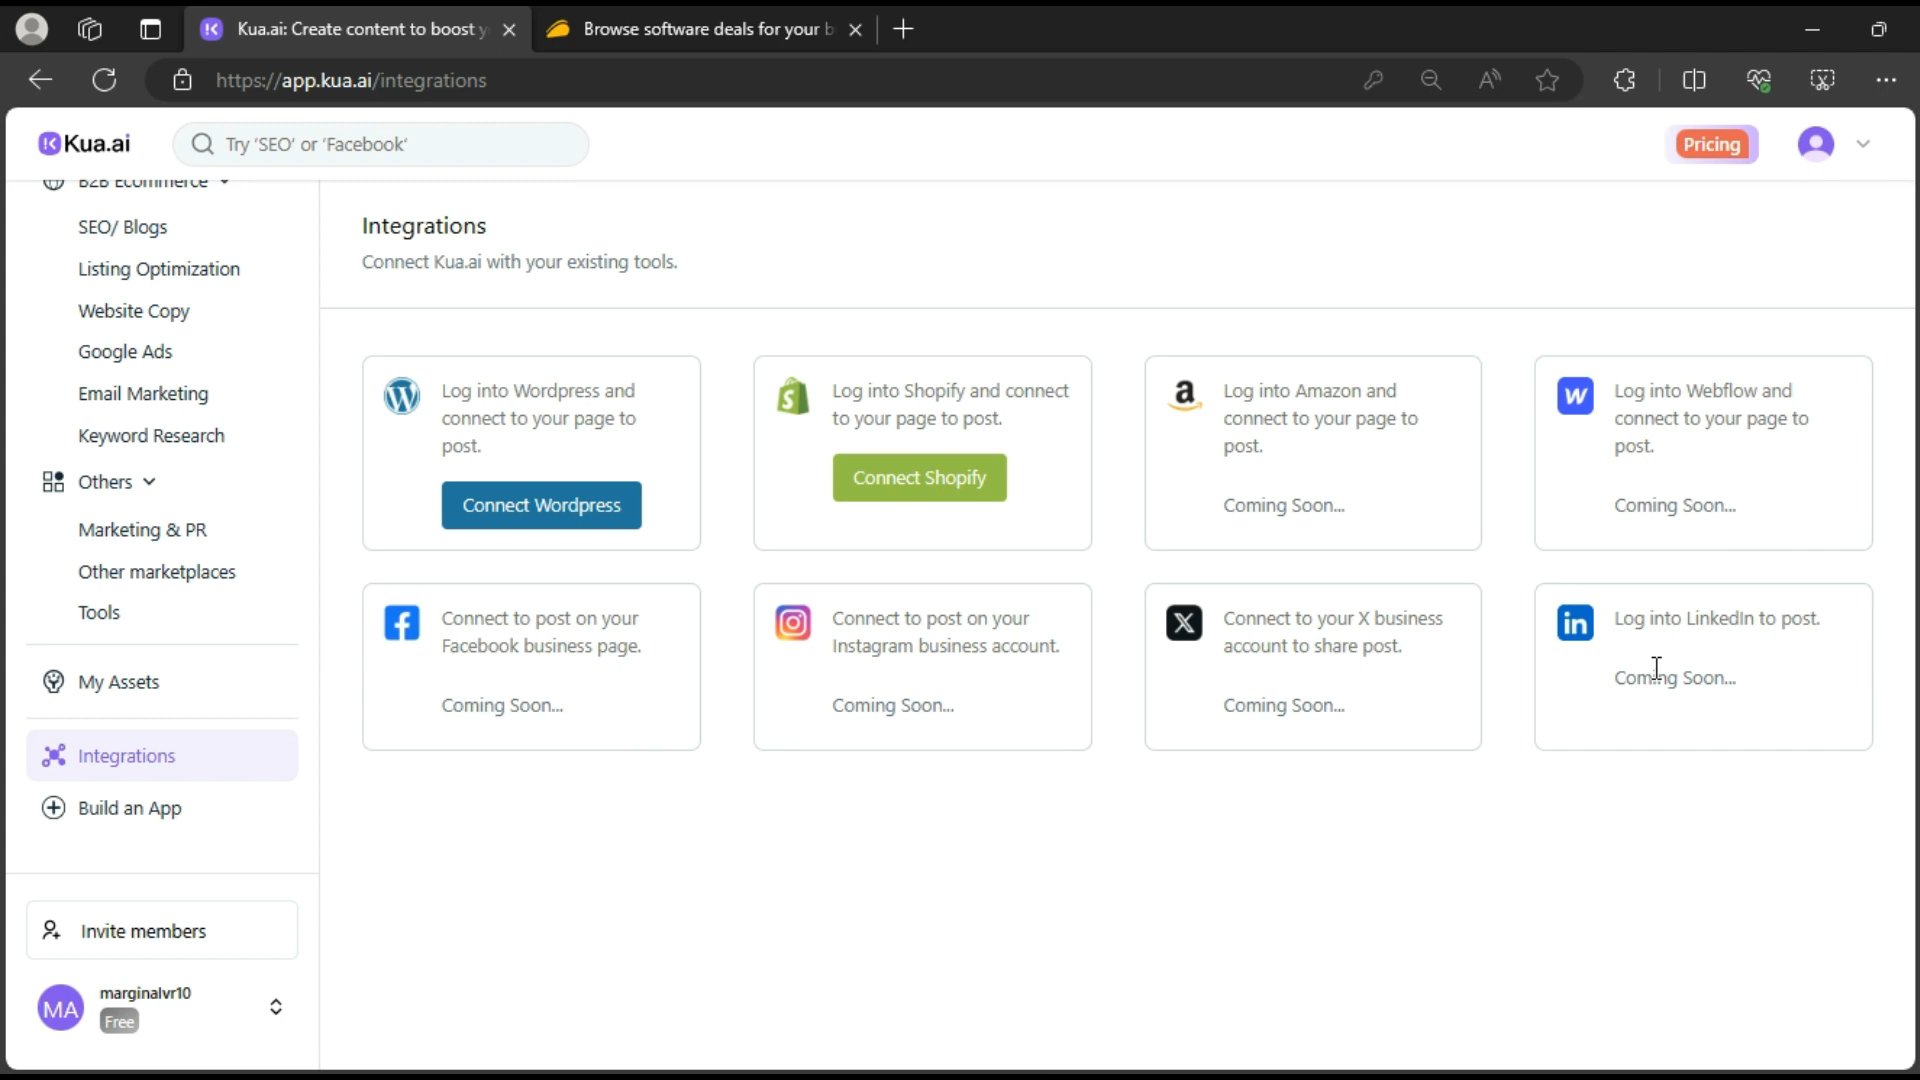 Kua.ai: Create content to boost y
Browse software deals for your b
https://app.kua.ai/integrations
Kua.ai
Try 'SEO' or 'Facebook'
Pricing
B2B Ecommerce
SEO/ Blogs
Listing Optimization
Website Copy
Google Ads
Email Marketing
Keyword Research
Others
Marketing & PR
Other marketplaces
Tools
My Assets
Integrations
Build an App
Invite members
MA
marginalvr10
Free
Integrations
Connect Kua.ai with your existing tools.
Log into Wordpress and
connect to your page to
post.
Connect Wordpress
Log into Shopify and connect
to your page to post.
Connect Shopify
Log into Amazon and
connect to your page to
post.
Coming Soon...
Log into Webflow and
connect to your page to
post.
Coming Soon...
Connect to post on your
Facebook business page.
Coming Soon...
Connect to post on your
Instagram business account.
Coming Soon...
Connect to your X business
account to share post.
Coming Soon...
Log into LinkedIn to post.
Coming Soon...